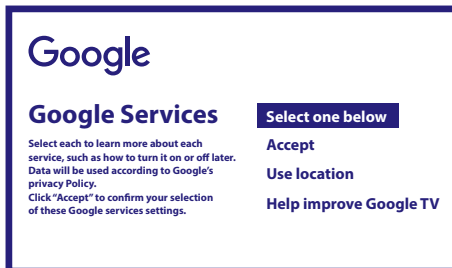 Google
Google Services
Select each to learn more about each
service, such as how to turn it on or off later.
Data will be used according to Google's
privacy Policy.
Click “Accept” to confirm your selection
of these Google services settings.
Select one below
Accept
Use location
Help improve Google TV